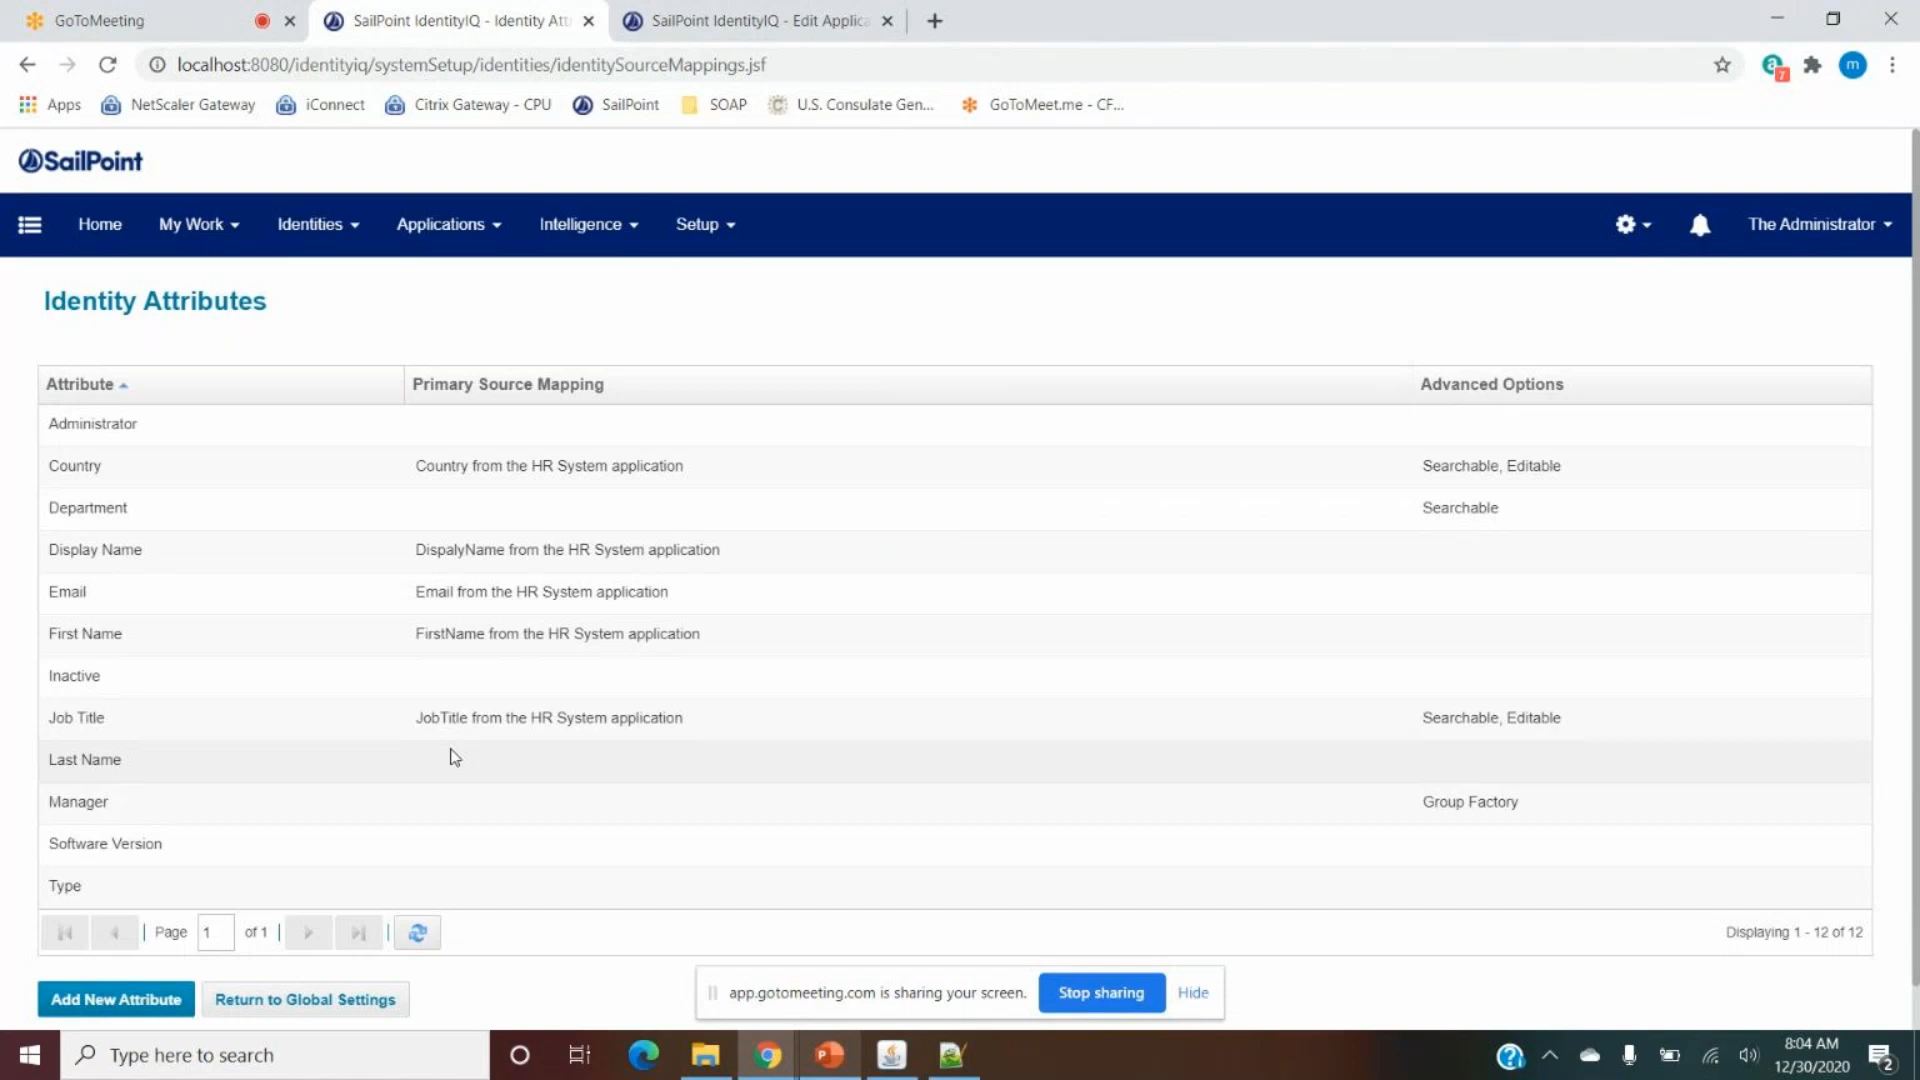 GoToMeeting
SailPoint IdentityIQ - Identity Att
SailPoint IdentityIQ - Edit Applica
localhost:8080/identityiq/systemSetup/identities/identitySourceMappings.jsf
7
m
Apps
NetScaler Gateway
iConnect
Citrix Gateway - CPU
SailPoint
SOAP
U.S. Consulate Gen...
GoToMeet.me - CF...
SailPoint
Home
My Work
Identities
Applications
Intelligence
Setup
The Administrator
Identity Attributes
Attribute Primary Source Mapping Advanced Options
Administrator
Country Country from the HR System application Searchable, Editable
Department Searchable
Display Name DispalyName from the HR System application
Email Email from the HR System application
First Name FirstName from the HR System application
Inactive
Job Title JobTitle from the HR System application Searchable, Editable
Last Name
Manager Group Factory
Software Version
Type
Page 1 of 1
Displaying 1 - 12 of 12
Add New Attribute
Return to Global Settings
app.gotomeeting.com is sharing your screen.
Stop sharing
Hide
Type here to search
8:04 AM
12/30/2020
2